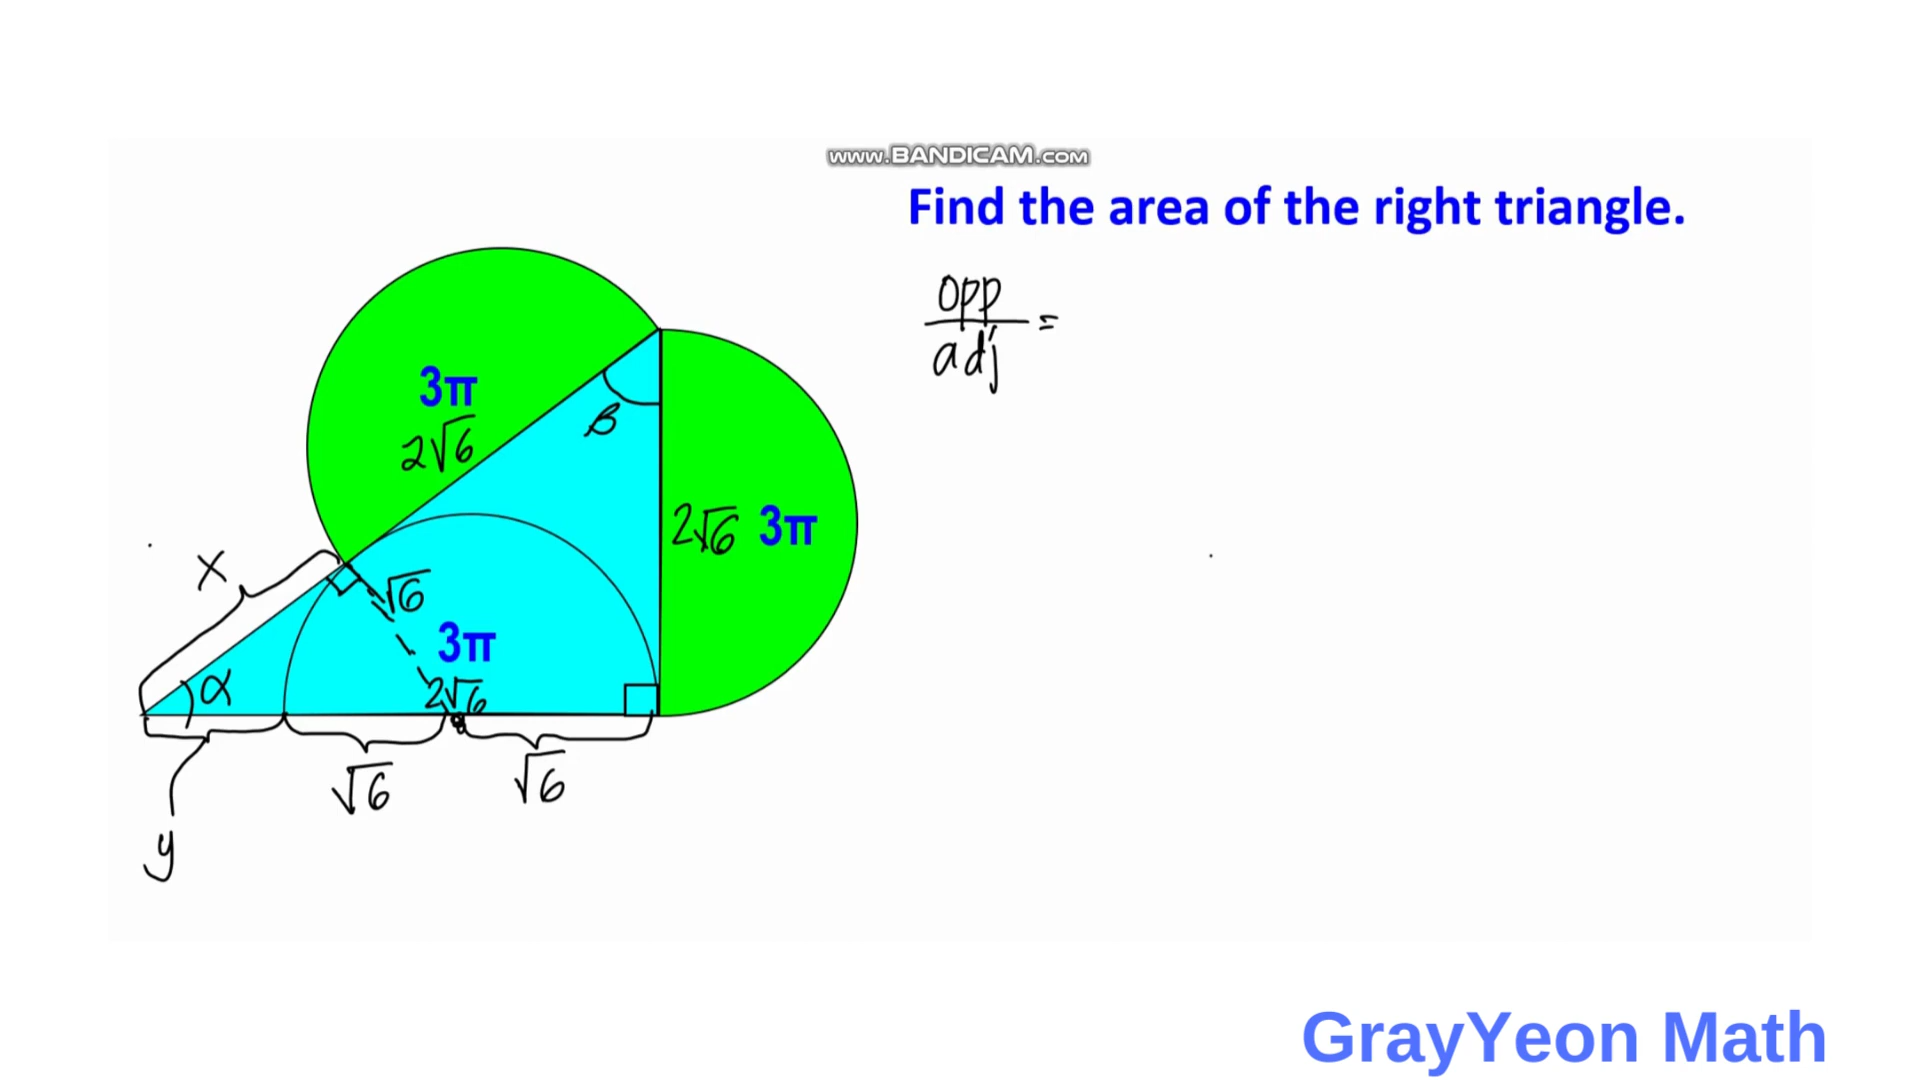 www.BANDICAM.com
Find the area of the right triangle.
opp
adj
=
3π
2√6
β
2√6 3π
x
√6
3π
α
2√6
√6
√6
y
GrayYeon Math